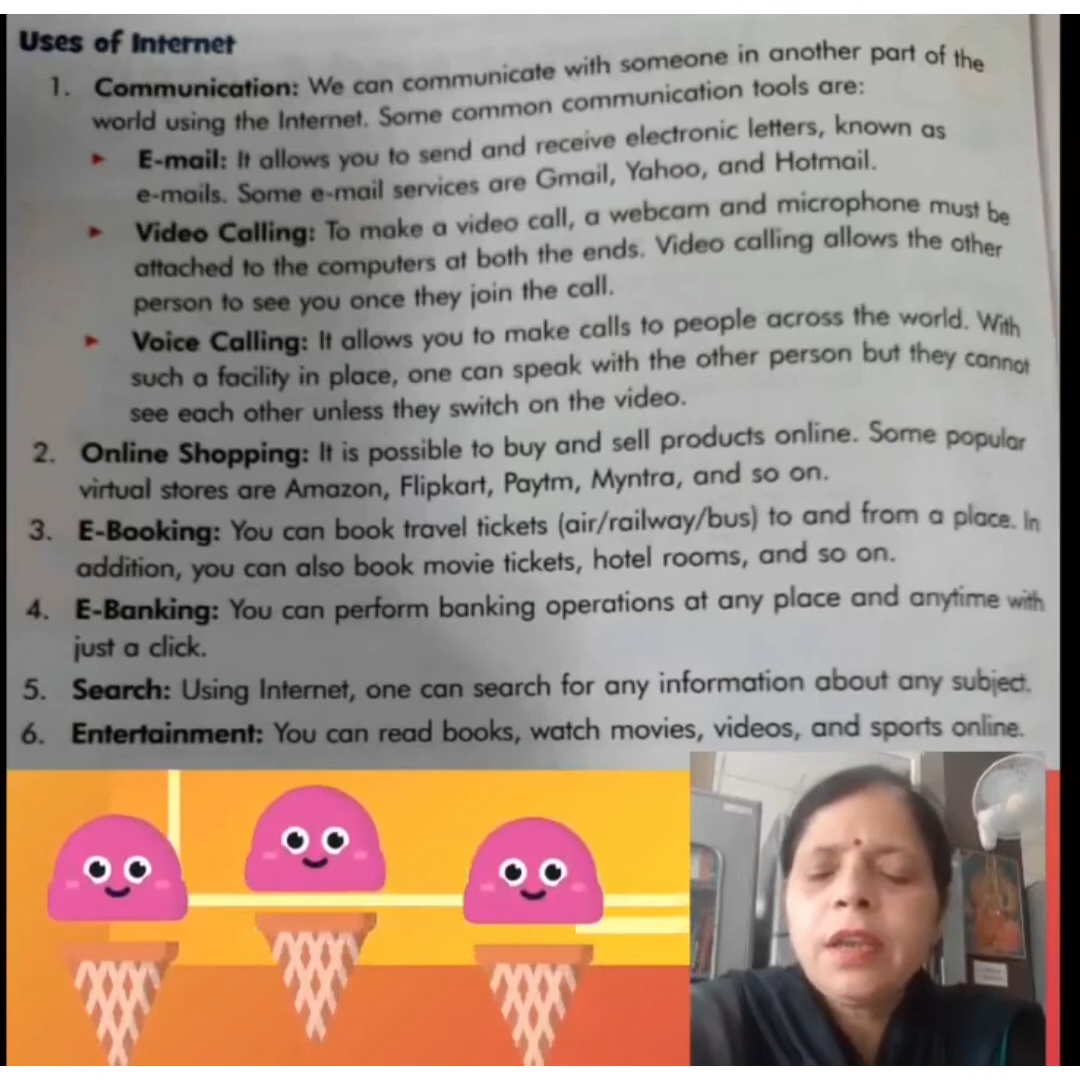 Uses of Internet
1. Communication: We can communicate with someone in another part of the
world using the Internet. Some common communication tools are:
► E-mail: It allows you to send and receive electronic letters, known as
e-mails. Some e-mail services are Gmail, Yahoo, and Hotmail.
► Video Calling: To make a video call, a webcam and microphone must be
attached to the computers at both the ends. Video calling allows the other
person to see you once they join the call.
► Voice Calling: It allows you to make calls to people across the world. With
such a facility in place, one can speak with the other person but they cannot
see each other unless they switch on the video.
2. Online Shopping: It is possible to buy and sell products online. Some popular
virtual stores are Amazon, Flipkart, Paytm, Myntra, and so on.
3. E-Booking: You can book travel tickets (air/railway/bus) to and from a place. In
addition, you can also book movie tickets, hotel rooms, and so on.
4. E-Banking: You can perform banking operations at any place and anytime with
just a click.
5. Search: Using Internet, one can search for any information about any subject.
6. Entertainment: You can read books, watch movies, videos, and sports online.